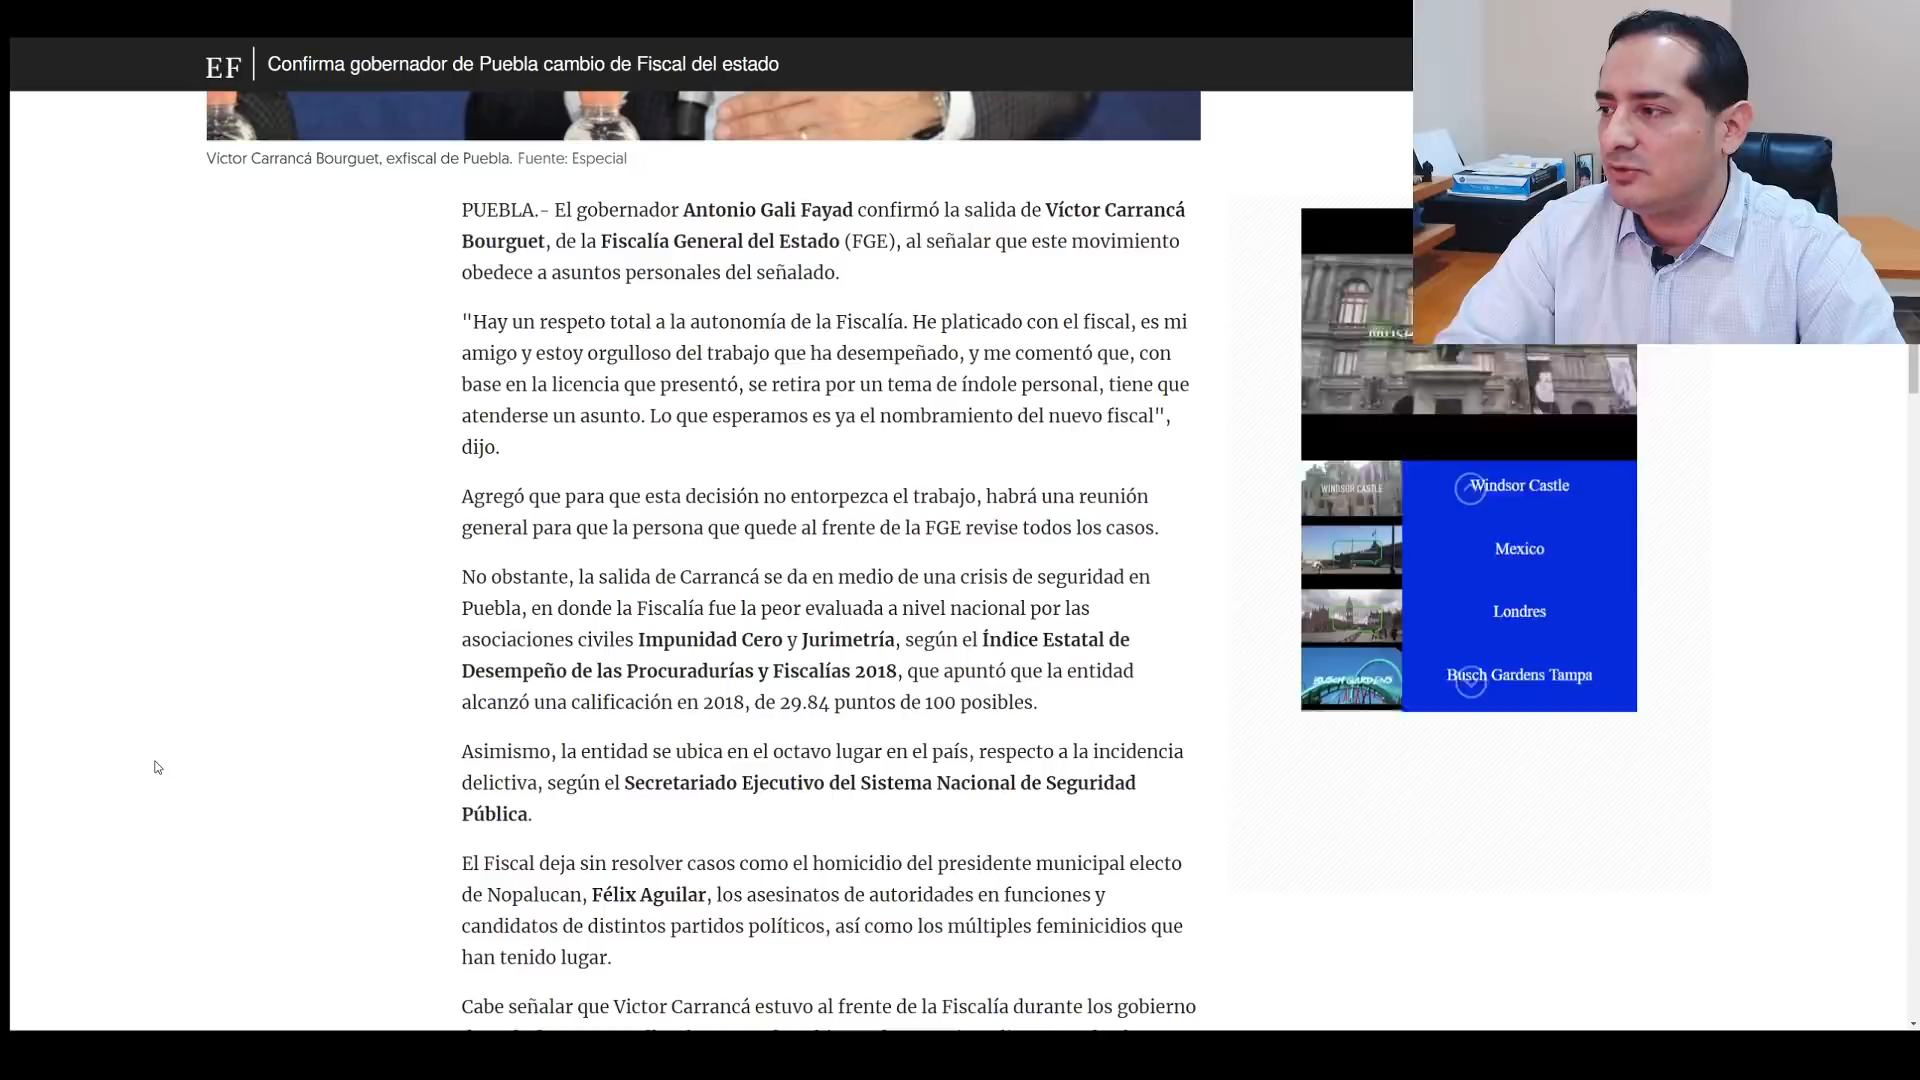 EF Confirma gobernador de Puebla cambio de Fiscal del estado
Víctor Carrancá Bourguet, exfiscal de Puebla. Fuente: Especial
PUEBLA.- El gobernador Antonio Gali Fayad confirmó la salida de Víctor Carrancá
Bourguet, de la Fiscalía General del Estado (FGE), al señalar que este movimiento
obedece a asuntos personales del señalado.
"Hay un respeto total a la autonomía de la Fiscalía. He platicado con el fiscal, es mi
amigo y estoy orgulloso del trabajo que ha desempeñado, y me comentó que, con
base en la licencia que presentó, se retira por un tema de índole personal, tiene que
atenderse un asunto. Lo que esperamos es ya el nombramiento del nuevo fiscal",
dijo.
Agregó que para que esta decisión no entorpezca el trabajo, habrá una reunión
general para que la persona que quede al frente de la FGE revise todos los casos.
No obstante, la salida de Carrancá se da en medio de una crisis de seguridad en
Puebla, en donde la Fiscalía fue la peor evaluada a nivel nacional por las
asociaciones civiles Impunidad Cero y Jurimetría, según el Índice Estatal de
Desempeño de las Procuradurías y Fiscalías 2018, que apuntó que la entidad
alcanzó una calificación en 2018, de 29.84 puntos de 100 posibles.
Asimismo, la entidad se ubica en el octavo lugar en el país, respecto a la incidencia
delictiva, según el Secretariado Ejecutivo del Sistema Nacional de Seguridad
Pública.
El Fiscal deja sin resolver casos como el homicidio del presidente municipal electo
de Nopalucan, Félix Aguilar, los asesinatos de autoridades en funciones y
candidatos de distintos partidos políticos, así como los múltiples feminicidios que
han tenido lugar.
Cabe señalar que Victor Carrancá estuvo al frente de la Fiscalía durante los gobierno
WINDSOR CASTLE
Windsor Castle
Mexico
Londres
BUSCH GARDENS
Busch Gardens Tampa